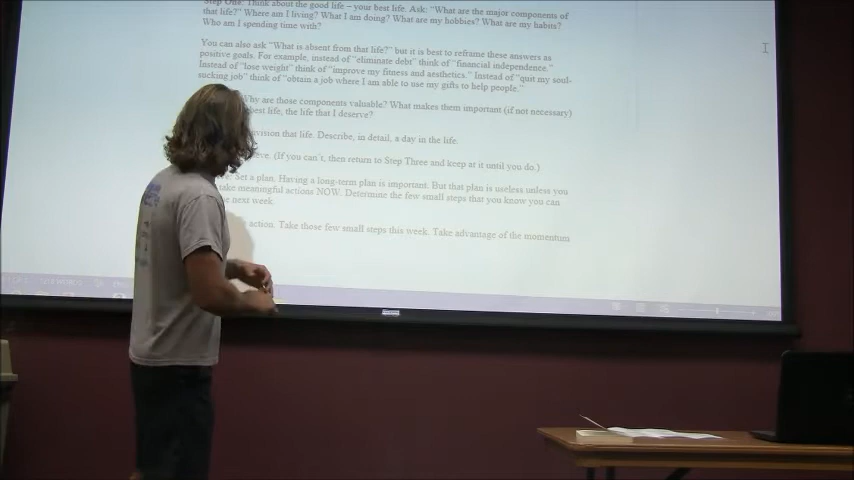 Step One: Think about the good life – your best life. Ask: "What are the major components of
that life?" Where am I living? What I am doing? What are my hobbies? What are my habits?
Who am I spending time with?
You can also ask "What is absent from that life?" but it is best to reframe these answers as
positive goals. For example, instead of "eliminate debt" think of "financial independence."
Instead of "lose weight" think of "improve my fitness and aesthetics." Instead of "quit my soul-
sucking job" think of "obtain a job where I am able to use my gifts to help people."
Why are those components valuable? What makes them important (if not necessary)
best life, the life that I deserve?
that life. Describe, in detail, a day in the life.
(If you can't, then return to Step Three and keep at it until you do.)
Set a plan. Having a long-term plan is important. But that plan is useless unless you
take meaningful actions NOW. Determine the few small steps that you know you can
next week.
action. Take those few small steps this week. Take advantage of the momentum